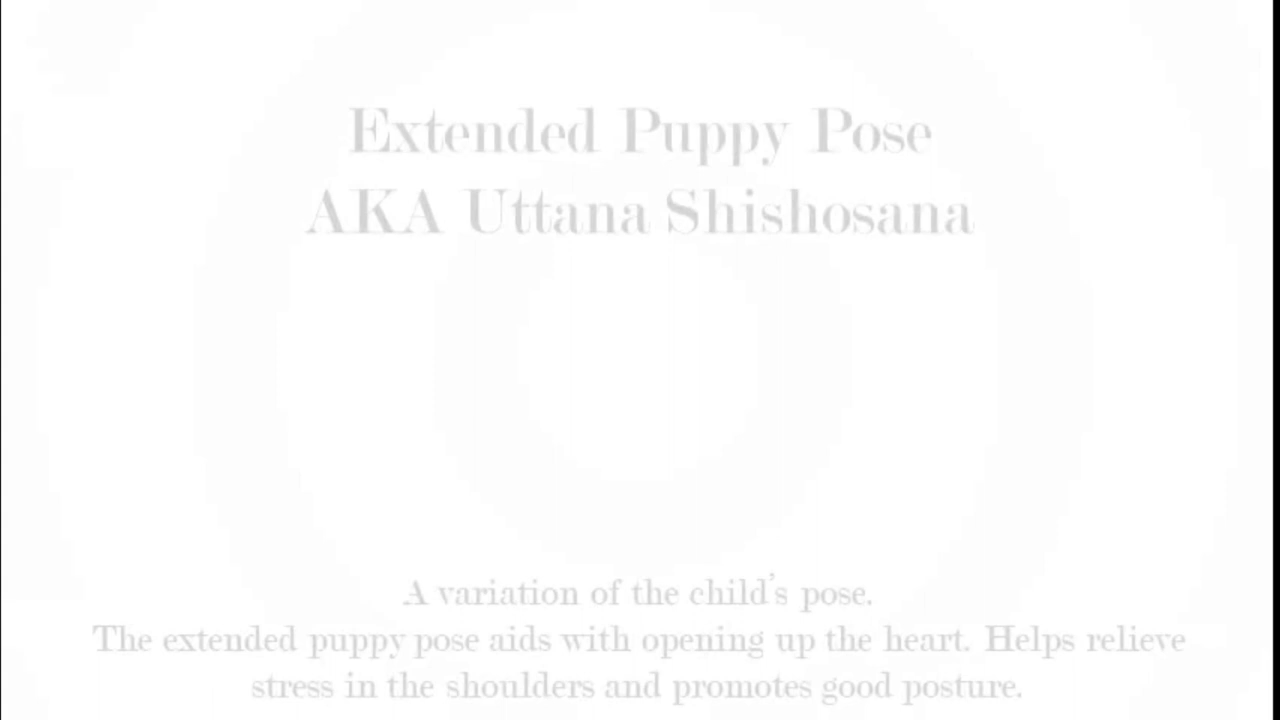 Extended Puppy Pose
AKA Uttana Shishosana
A variation of the child's pose.
The extended puppy pose aids with opening up the heart. Helps relieve
stress in the shoulders and promotes good posture.